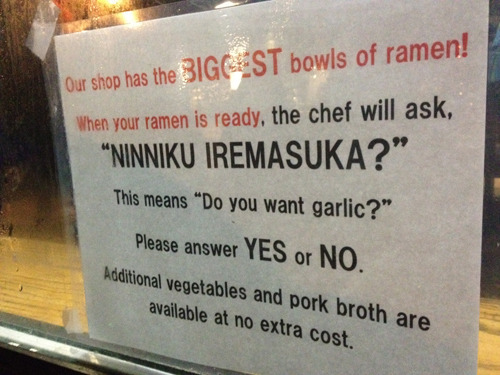 Our shop has the BIGGEST bowls of ramen!
When your ramen is ready, the chef will ask,
“NINNIKU IREMASUKA?”
This means “Do you want garlic?”
Please answer YES or NO.
Additional vegetables and pork broth are
available at no extra cost.